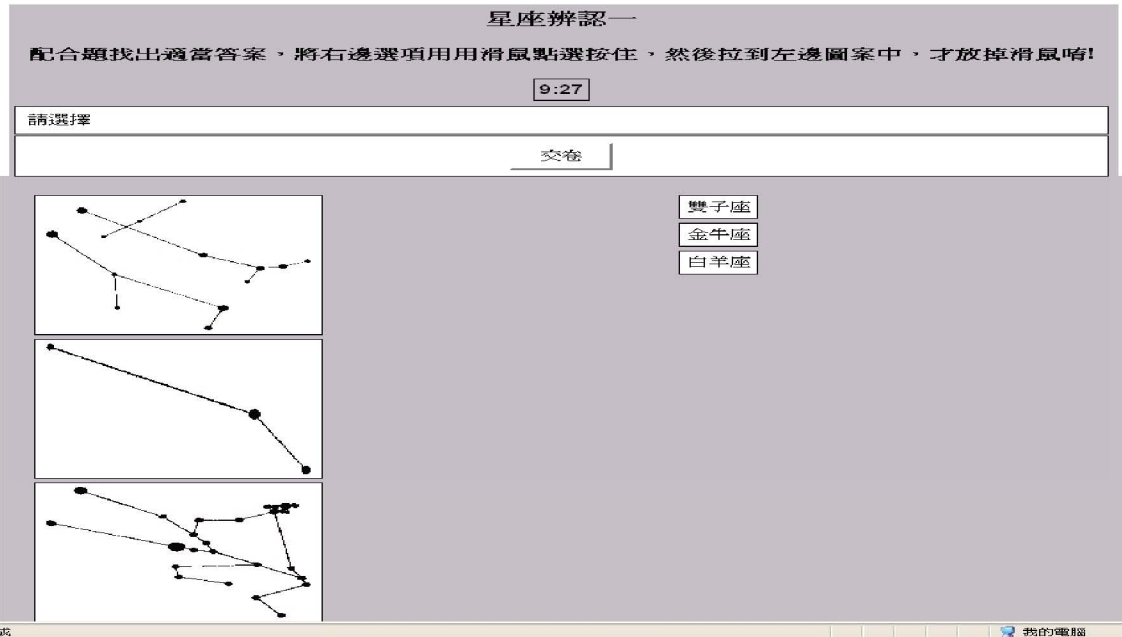 星座辨認一
配合題找出適當答案,將右邊選項用用滑鼠點選按住,然後拉到左邊圖案中,才放掉滑鼠唷!
9:27
請選擇
交卷
雙子座
金牛座
白羊座
成
我的電腦